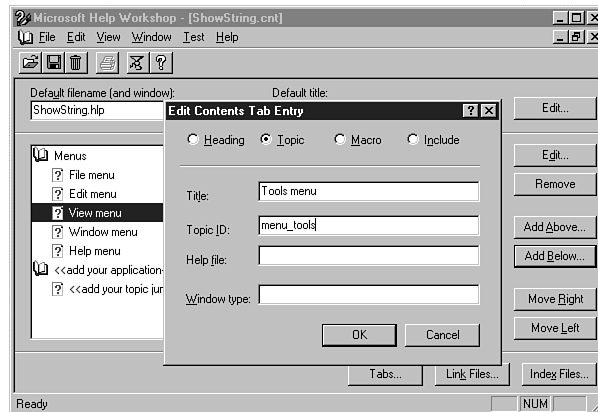 Microsoft Help Workshop - [ShowString.cnt]
File Edit View Window Test Help
Default filename (and window):
Default title:
ShowString.hlp
Edit...
Edit Contents Tab Entry
Heading Topic Macro Include
Title: Tools menu
Topic ID: menu_tools
Help file:
Window type:
OK Cancel
Menus
File menu
Edit menu
View menu
Window menu
Help menu
<<add your application-
<<add your topic jur
Edit...
Remove
Add Above...
Add Below...
Move Right
Move Left
Tabs... Link Files... Index Files...
Ready NUM